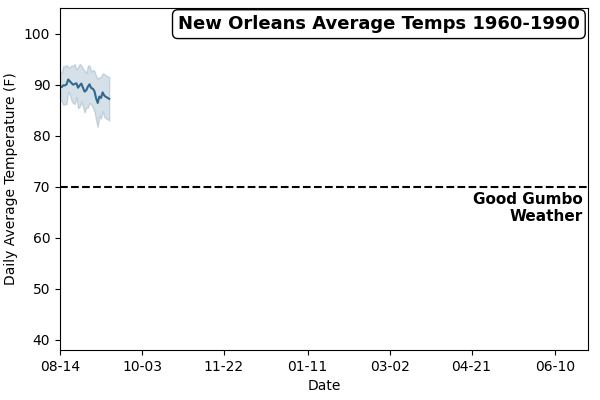 New Orleans Average Temps 1960-1990
Daily Average Temperature (F)
100
90
80
70
60
50
40
Good Gumbo
Weather
08-14
10-03
11-22
01-11
03-02
04-21
06-10
Date